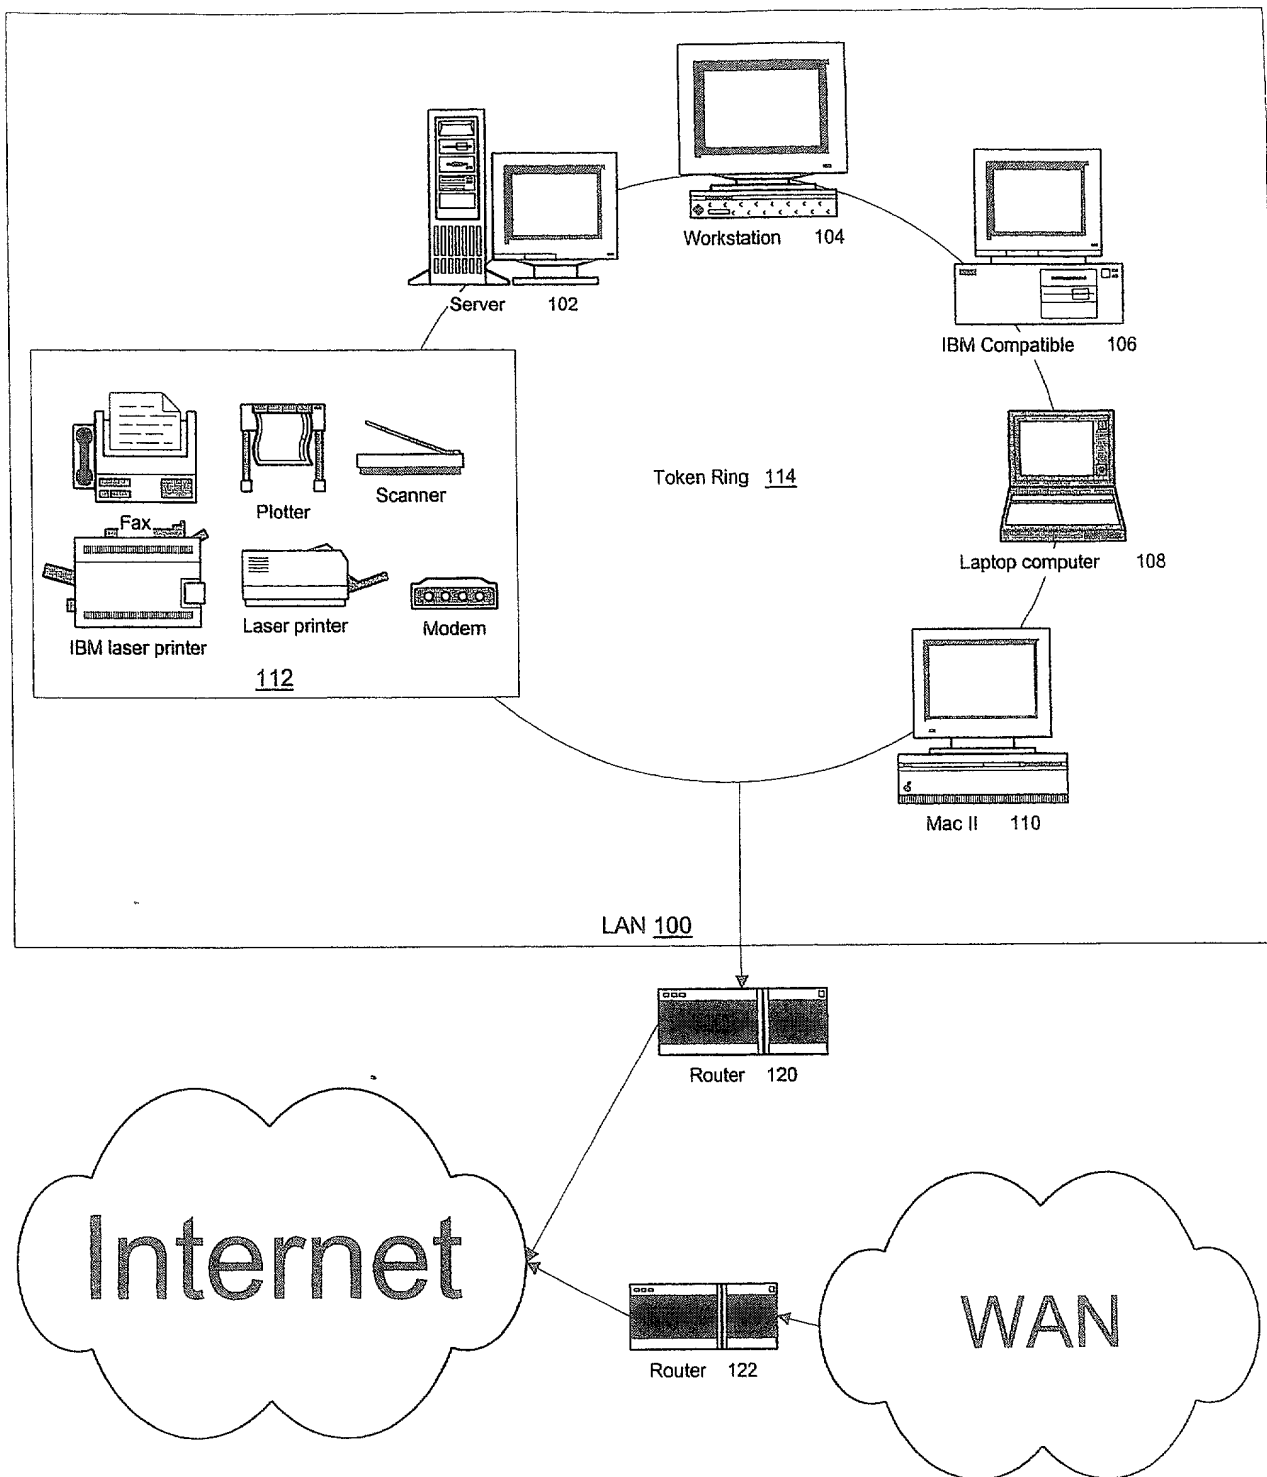 Workstation 104
Server 102
IBM Compatible 106
Fax
Plotter
Scanner
Token Ring 114
Laptop computer 108
IBM laser printer
Laser printer
Modem
112
Mac II 110
LAN 100
Router 120
Internet
WAN
Router 122